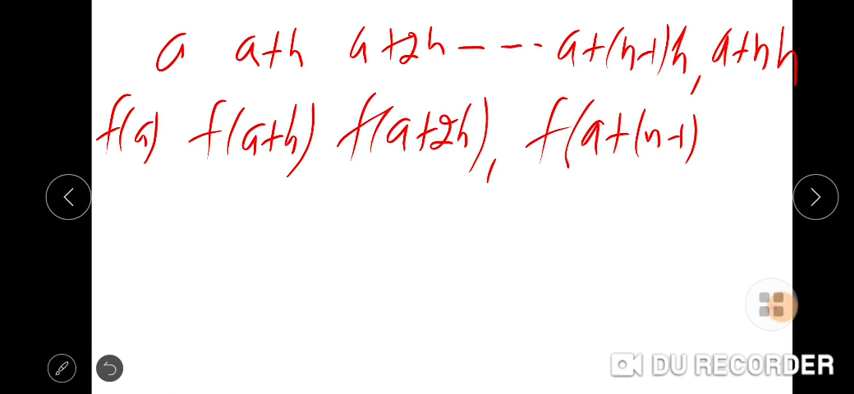 a a+h a+2h - - - - a+(n-1)h, a+nh
f(a) f(a+h) f(a+2h), f(a+(n-1)
DU RECORDER